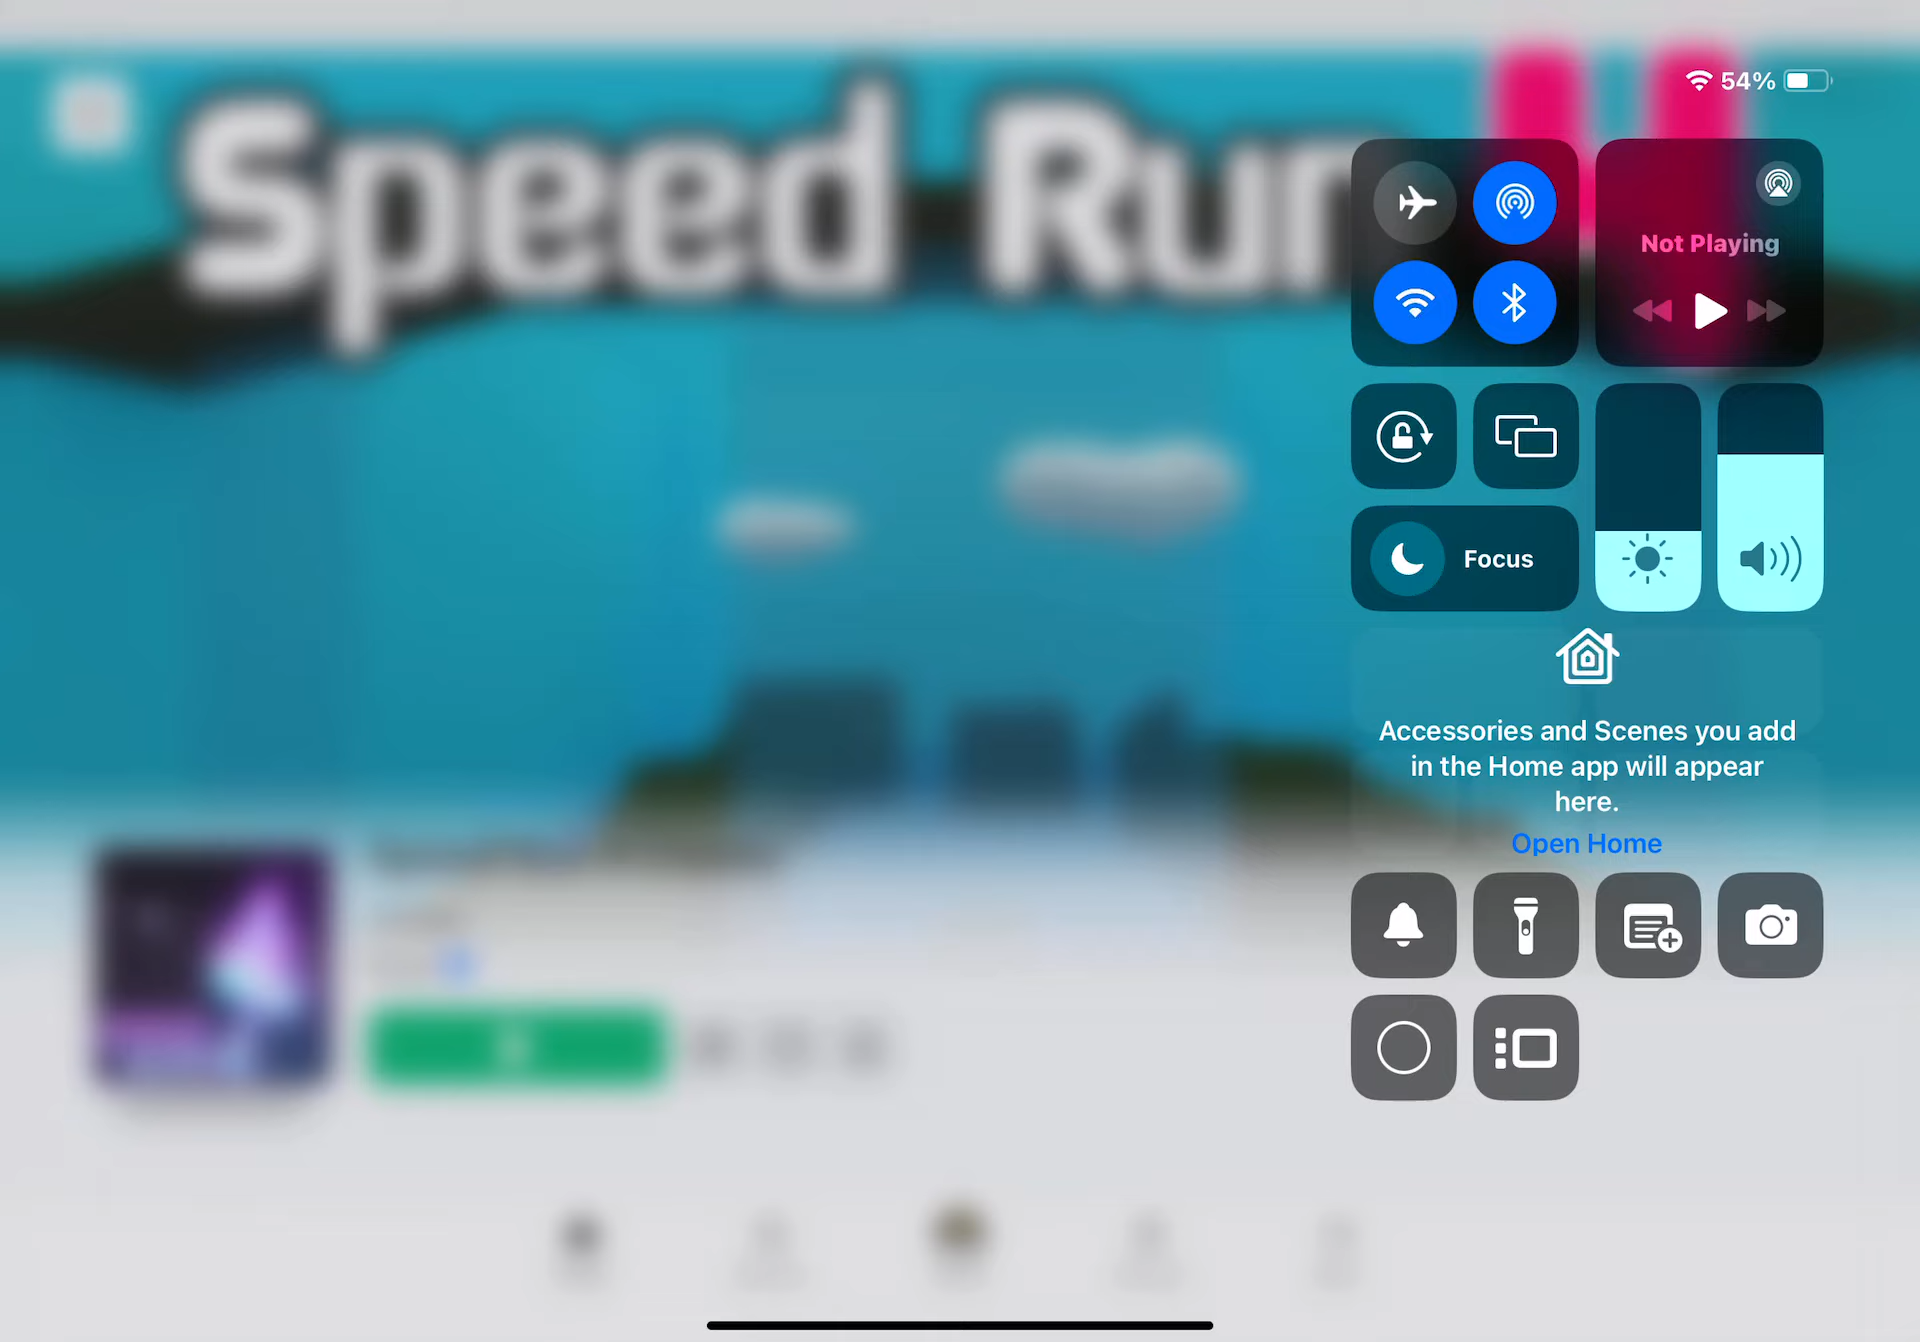 54%
Speed Run
Not Playing
Focus
Accessories and Scenes you add
in the Home app will appear
here.
Open Home